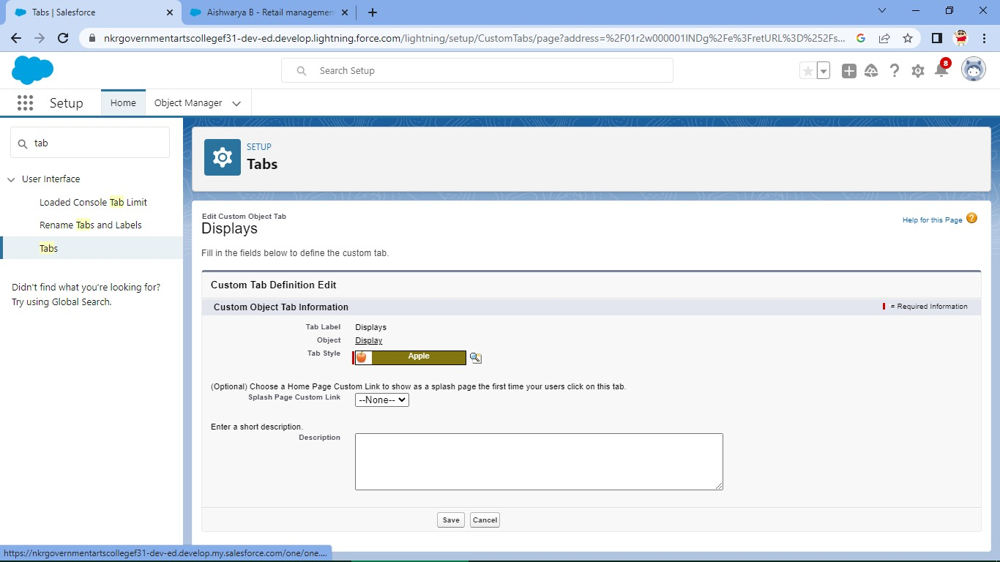 Tabs | Salesforce
Aishwarya B - Retail managemen
nkrgovernmentartscollegef31-dev-ed.develop.lightning.force.com/lightning/setup/CustomTabs/page?address=%2F01r2w000001lNDg%2Fe%3FretURL%3D%252Fs...
Search Setup
8
Setup
Home
Object Manager
tab
User Interface
Loaded Console Tab Limit
Rename Tabs and Labels
Tabs
Didn't find what you're looking for?
Try using Global Search.
SETUP
Tabs
Edit Custom Object Tab
Displays
Help for this Page ?
Fill in the fields below to define the custom tab.
Custom Tab Definition Edit
Custom Object Tab Information
= Required Information
Tab Label Displays
Object Display
Tab Style Apple
(Optional) Choose a Home Page Custom Link to show as a splash page the first time your users click on this tab.
Splash Page Custom Link --None--
Enter a short description.
Description
Save Cancel
https://nkrgovernmentartscollegef31-dev-ed.develop.my.salesforce.com/one/one....